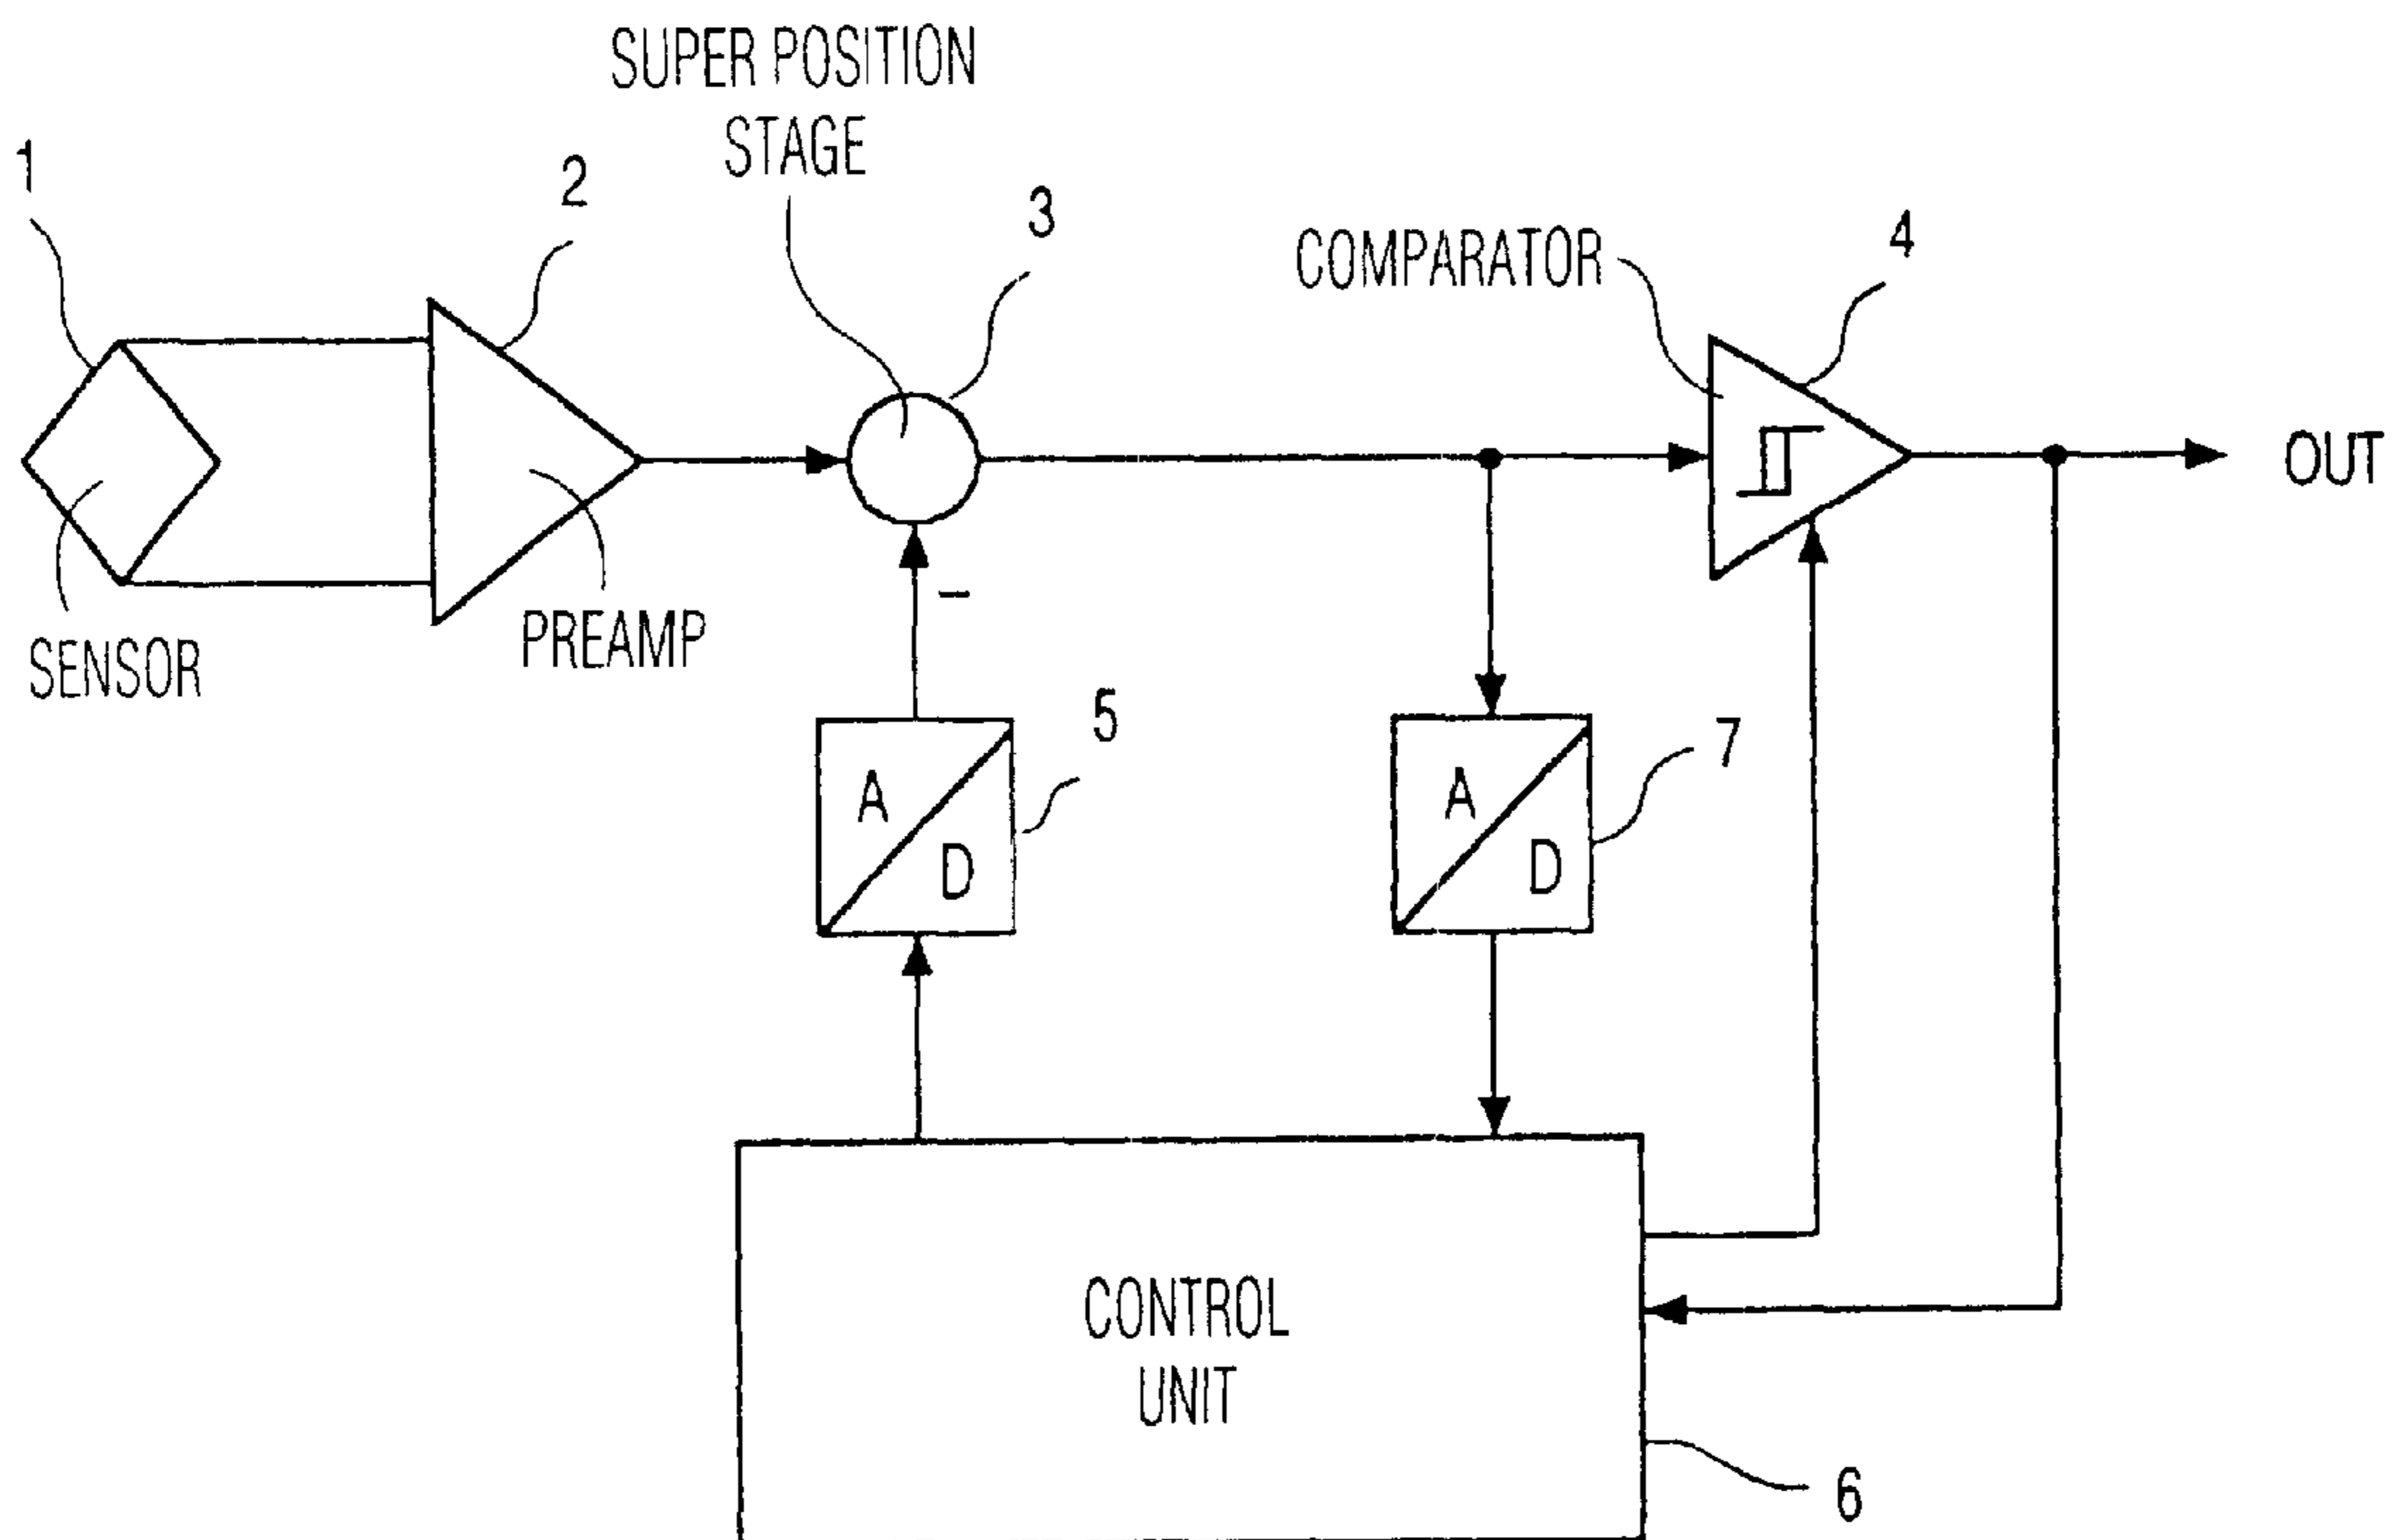 SUPER POSITION
STAGE
1
2
3
COMPARATOR
4
OUT
SENSOR
PREAMP
5
7
A
D
A
D
CONTROL
UNIT
6
–